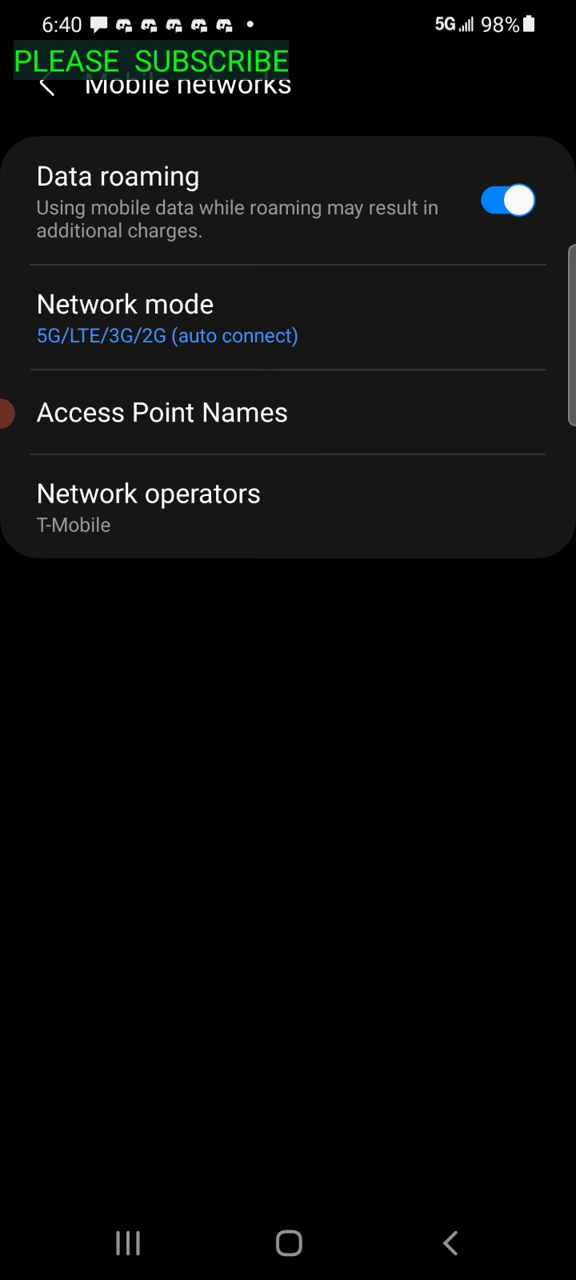 6:40
5G 98%
PLEASE SUBSCRIBE
Mobile networks
Data roaming
Using mobile data while roaming may result in
additional charges.
Network mode
5G/LTE/3G/2G (auto connect)
Access Point Names
Network operators
T-Mobile